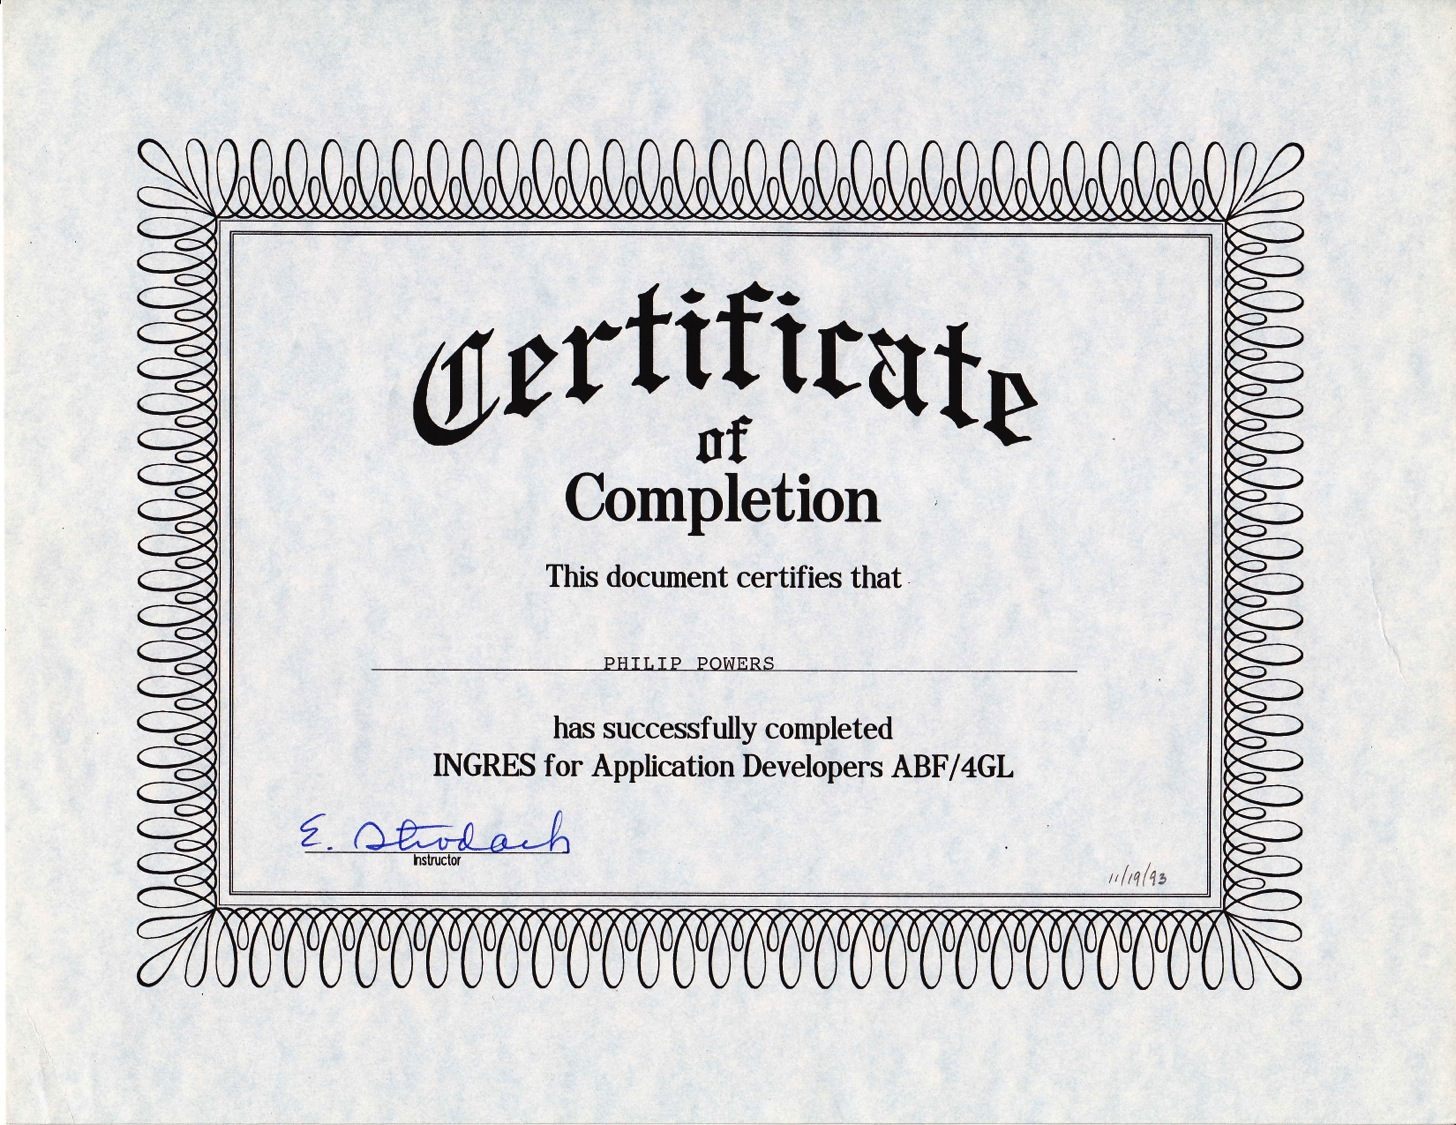 Certificate
of
Completion
This document certifies that
PHILIP POWERS
has successfully completed
INGRES for Application Developers ABF/4GL
E. Strodach
Instructor
11/19/93